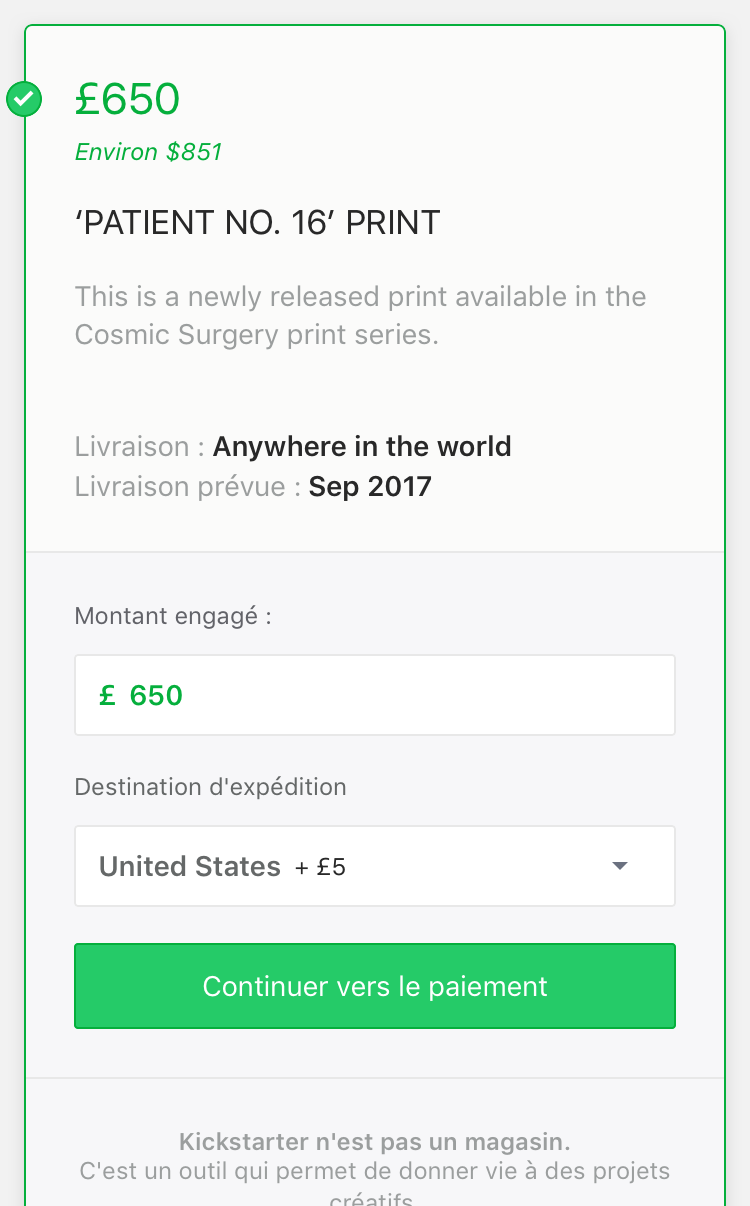 £650
Environ $851
‘PATIENT NO. 16’ PRINT
This is a newly released print available in the
Cosmic Surgery print series.
Livraison : Anywhere in the world
Livraison prévue : Sep 2017
Montant engagé :
£ 650
Destination d'expédition
United States + £5
Continuer vers le paiement
Kickstarter n'est pas un magasin.
C'est un outil qui permet de donner vie à des projets
créatifs